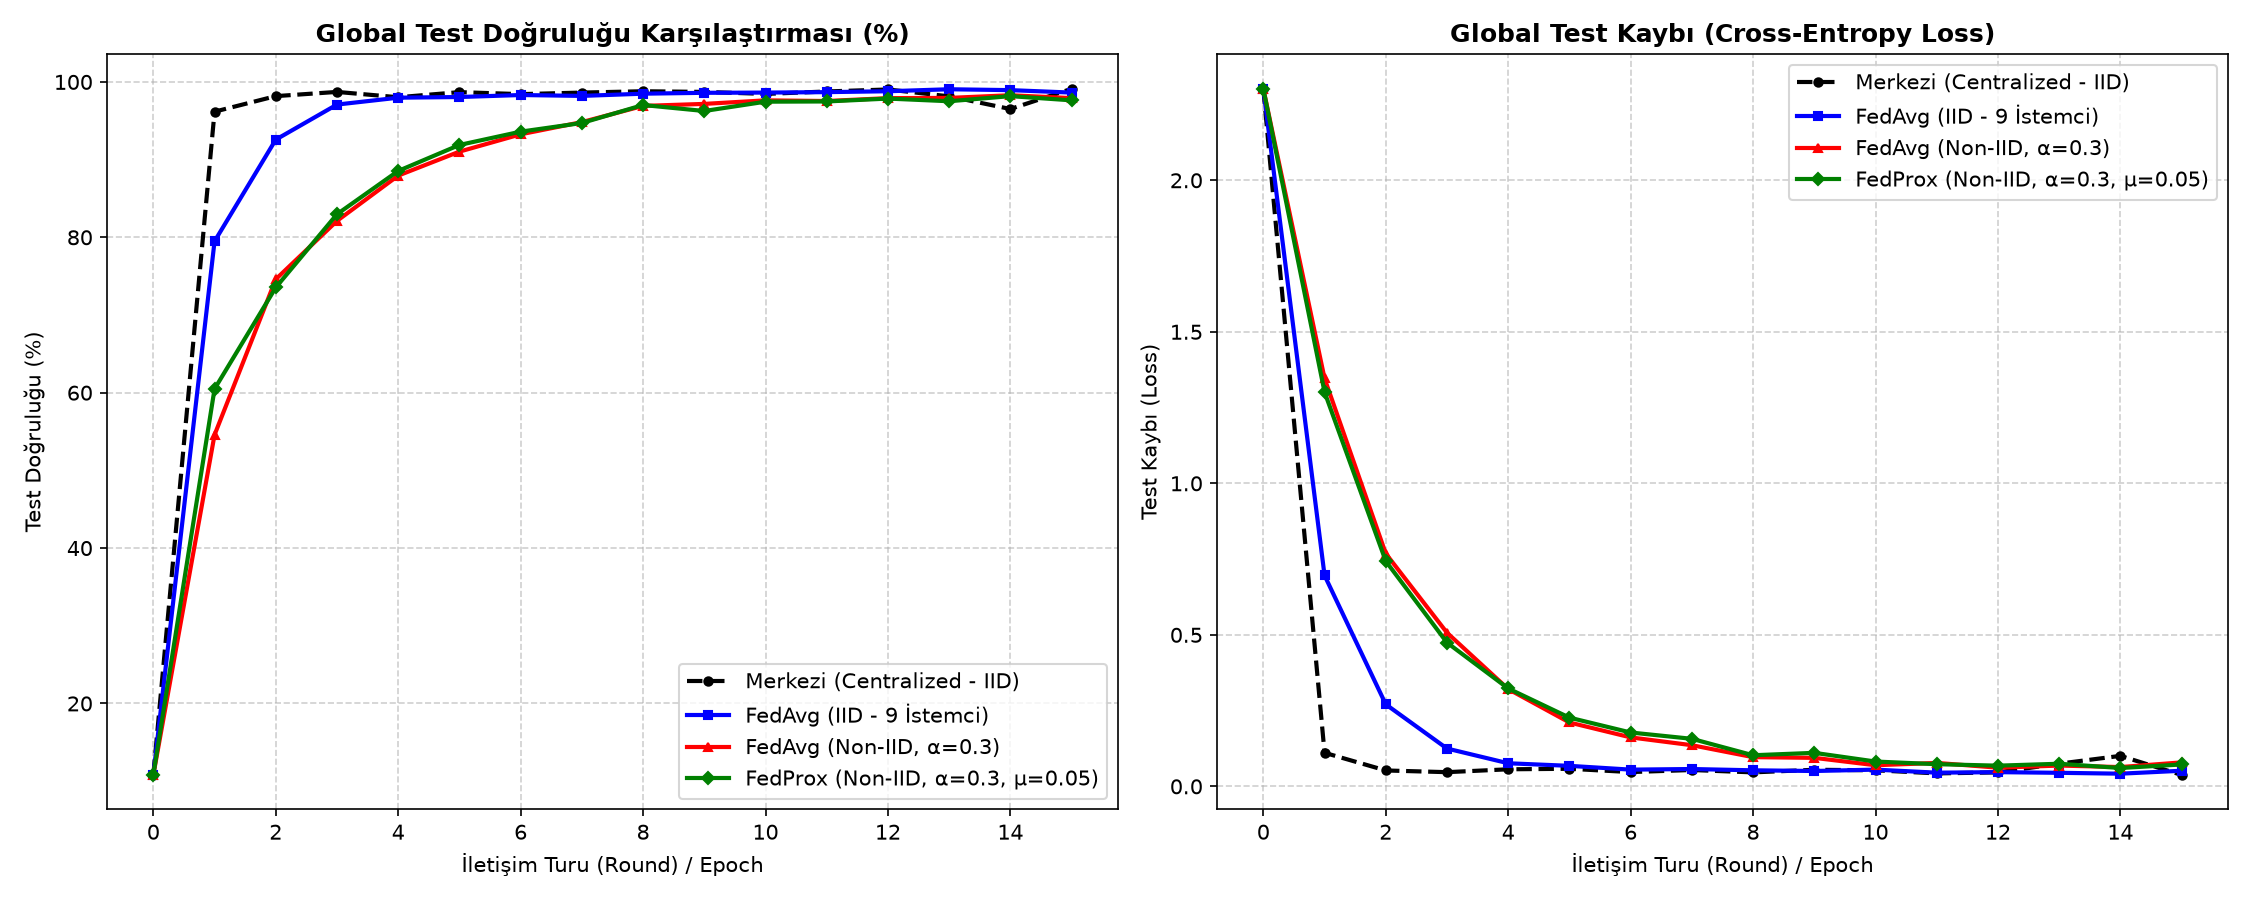 Global Test Doğruluğu Karşılaştırması (%)
100
80
60
40
20
Test Doğruluğu (%)
Merkezi (Centralized - IID)
FedAvg (IID - 9 İstemci)
FedAvg (Non-IID, α=0.3)
FedProx (Non-IID, α=0.3, μ=0.05)
0 2 4 6 8 10 12 14
İletişim Turu (Round) / Epoch
Global Test Kaybı (Cross-Entropy Loss)
Merkezi (Centralized - IID)
FedAvg (IID - 9 İstemci)
FedAvg (Non-IID, α=0.3)
FedProx (Non-IID, α=0.3, μ=0.05)
2.0
1.5
1.0
0.5
0.0
Test Kaybı (Loss)
0 2 4 6 8 10 12 14
İletişim Turu (Round) / Epoch